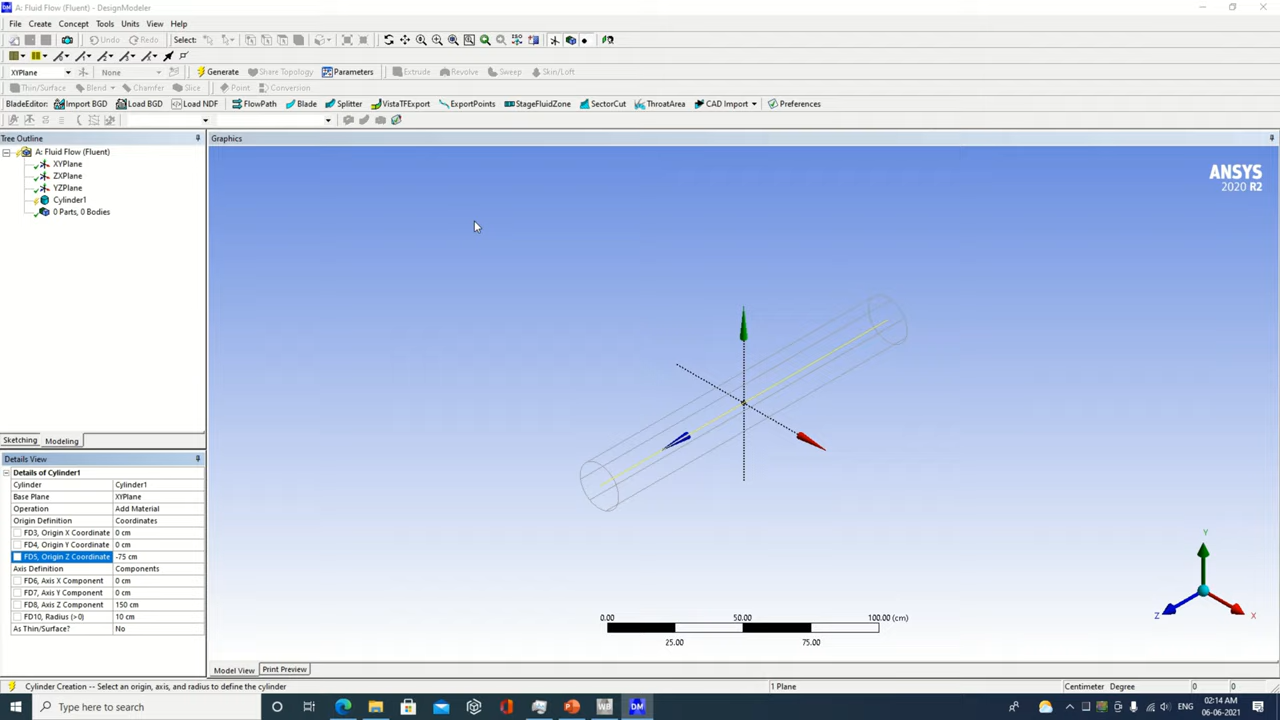 A: Fluid Flow (Fluent) - DesignModeler
File Create Concept Tools Units View Help
Undo Redo Select:
XYPlane None Generate Share Topology Parameters Extrude Revolve Sweep Skin/Loft
Thin/Surface Blend Chamfer Slice Point Conversion
BladeEditor: Import BGD Load BGD Load NDF FlowPath Blade Splitter VistaTFExport ExportPoints StageFluidZone SectorCut ThroatArea CAD Import Preferences
Tree Outline
Graphics
A: Fluid Flow (Fluent)
XYPlane
ZXPlane
YZPlane
Cylinder1
0 Parts, 0 Bodies
ANSYS
2020 R2
Sketching Modeling
Details View
Details of Cylinder1
Cylinder Cylinder1
Base Plane XYPlane
Operation Add Material
Origin Definition Coordinates
FD3, Origin X Coordinate 0 cm
FD4, Origin Y Coordinate 0 cm
FD5, Origin Z Coordinate -75 cm
Axis Definition Components
FD6, Axis X Component 0 cm
FD7, Axis Y Component 0 cm
FD8, Axis Z Component 150 cm
FD10, Radius (>0) 10 cm
As Thin/Surface? No
0.00 50.00 100.00 (cm)
25.00 75.00
Y
Z X
Model View Print Preview
Cylinder Creation -- Select an origin, axis, and radius to define the cylinder 1 Plane Centimeter Degree 0 0
Type here to search
ENG
02:14 AM
06-06-2021